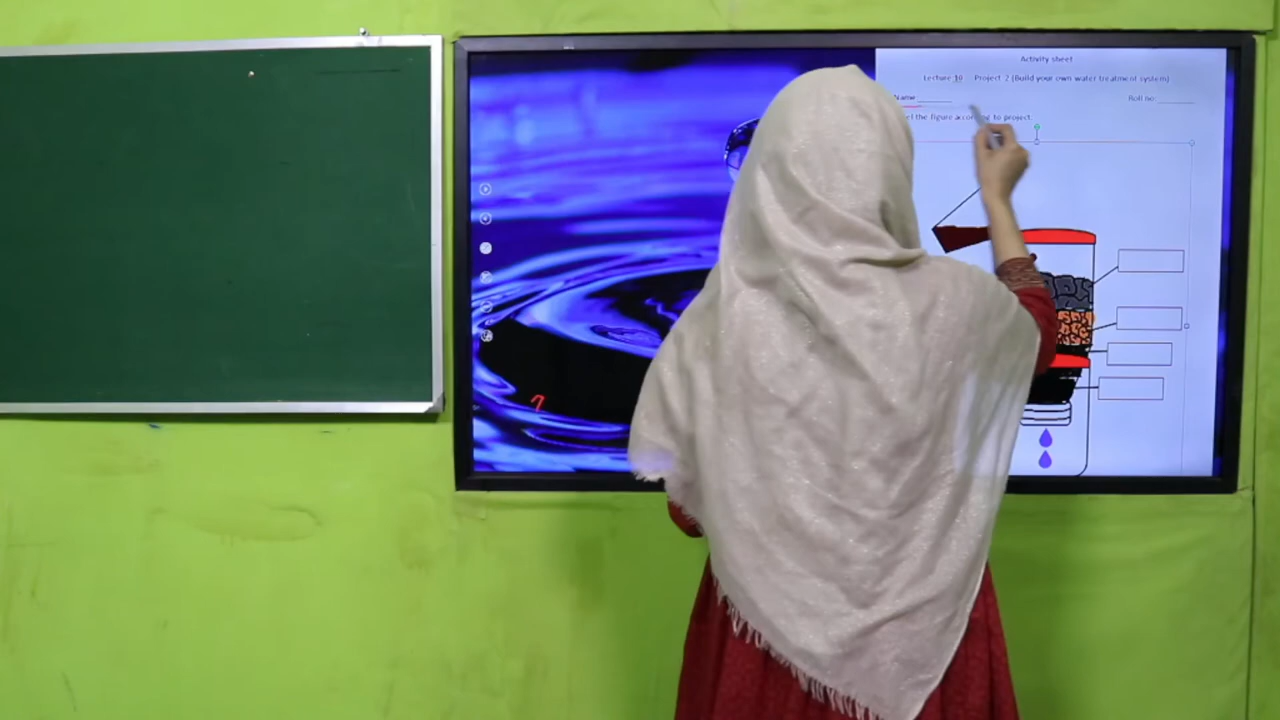 Activity sheet
Lecture 10 Project 2 (Build your own water treatment system)
Name Roll no:
the figure according to project.